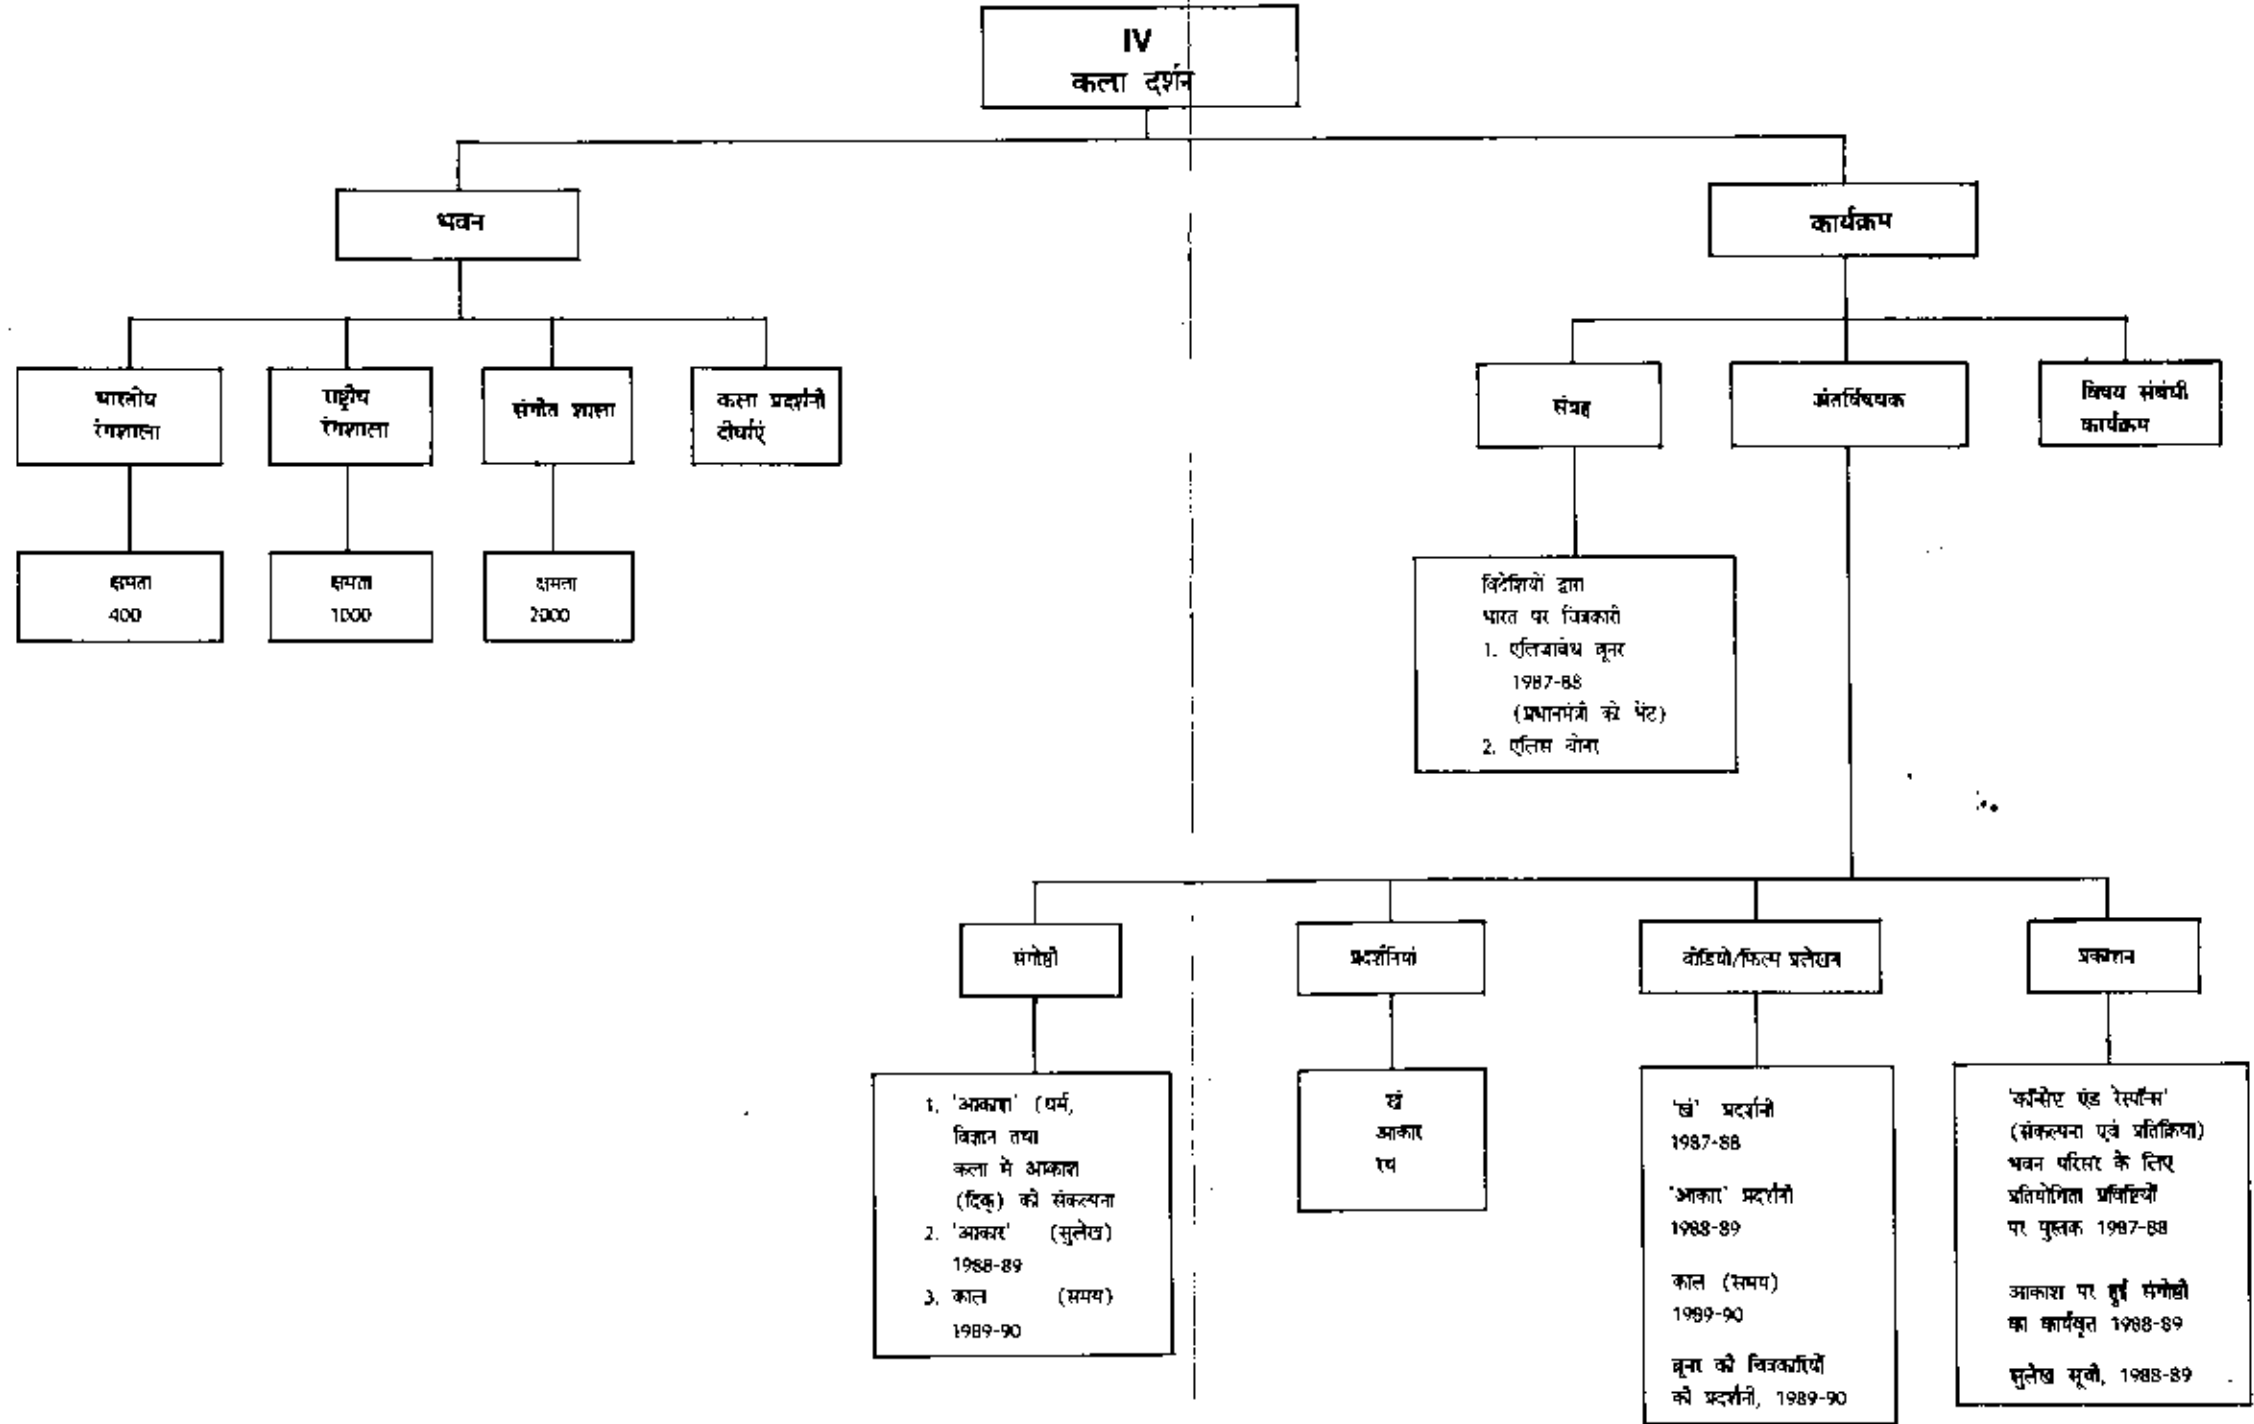 IV
कला दर्शन
भवन
कार्यक्रम
भारतीय
रंगशाला
राष्ट्रीय
रंगशाला
संगीत शाला
कला प्रदर्शनी
दीर्घाएं
संग्रह
अंतर्विषयक
विषय संबंधी
कार्यक्रम
क्षमता
400
क्षमता
1000
क्षमता
2000
विदेशियों द्वारा
भारत पर चित्रकारी
1. एलिजाबेथ ब्रूनर
1987-88
(प्रधानमंत्री को भेंट)
2. एलिस बोनर
संगोष्ठी
प्रदर्शनियां
वीडियो/फिल्म प्रलेखन
प्रकाशन
1. 'आकाश' (धर्म,
विज्ञान तथा
कला में आकाश
(दिक्) की संकल्पना
2. 'आकार' (सुलेख)
1988-89
3. काल (समय)
1989-90
खं
आकार
'खं' प्रदर्शनी
1987-88
'आकार' प्रदर्शनी
1988-89
काल (समय)
1989-90
ब्रूनर की चित्रकारियों
की प्रदर्शनी, 1989-90
'कॉन्सेप्ट एंड रेस्पॉन्स'
(संकल्पना एवं प्रतिक्रिया)
भवन परिसर के लिए
प्रतियोगिता प्रविष्टियों
पर पुस्तक 1987-88
आकाश पर हुई संगोष्ठी
का कार्यवृत 1988-89
सुलेख सूची, 1988-89